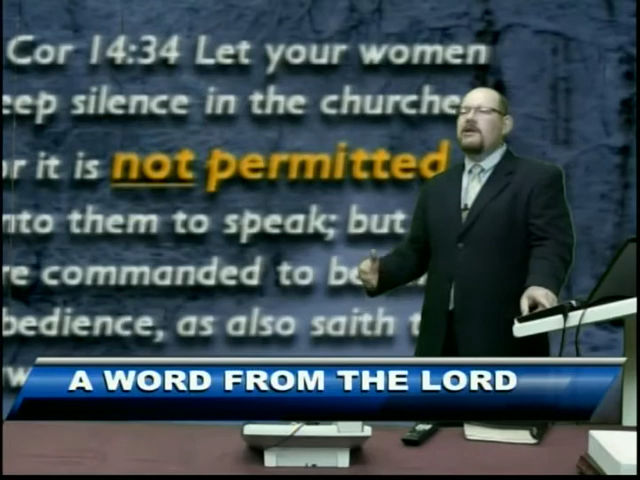 Cor 14:34 Let your women
eep silence in the churche
or it is not permitted
nto them to speak; but
re commanded to be
bedience, as also saith t
A WORD FROM THE LORD